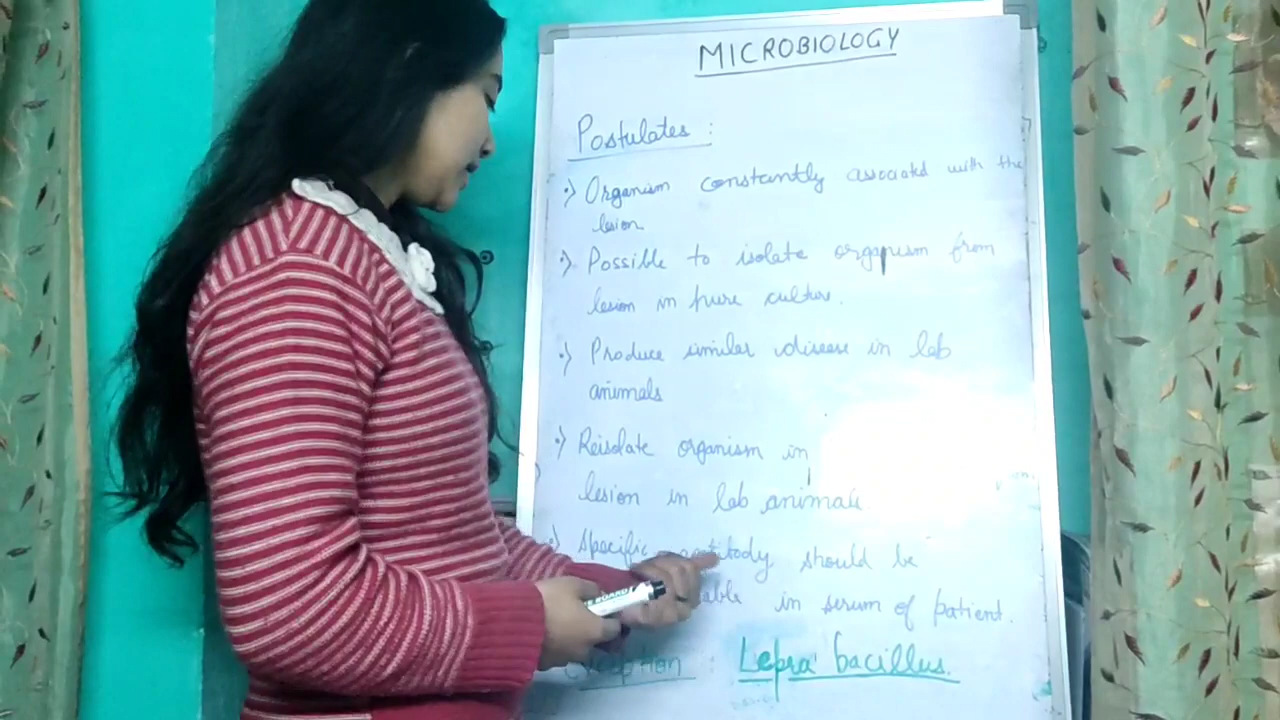 MICROBIOLOGY
Postulates :
•) Organism constantly associated with the
lesion
•) Possible to isolate organism from
lesion in pure culture.
•) Produce similar disease in lab
animals
•) Reisolate organism in
lesion in lab animals
•) Specific antibody should be
able in serum of patient.
: Lepra bacillus.